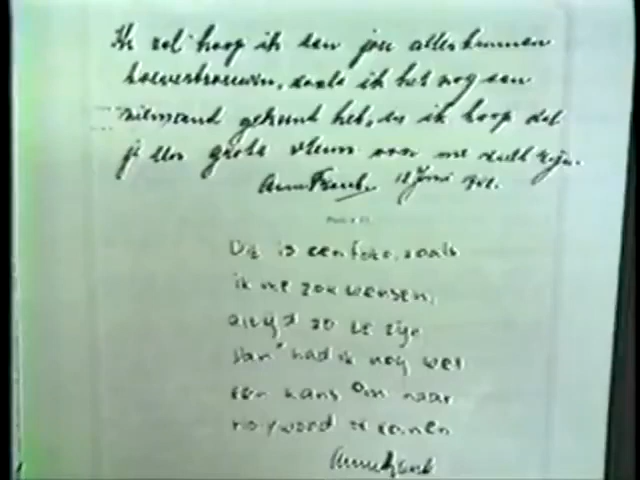 Ik zal hoop ik aan jou alles kunnen
toevertrouwen, zoals ik het nog aan
niemand gekund heb, en ik hoop dat
je een grote steun voor me zult zijn.
Anne Frank. 12 Juni 1942.
Dit is een foto, zoals
ik me zou wensen,
altijd zo te zijn
Dan had ik nog wel
een kans om naar
Holywood te komen
Anne Frank